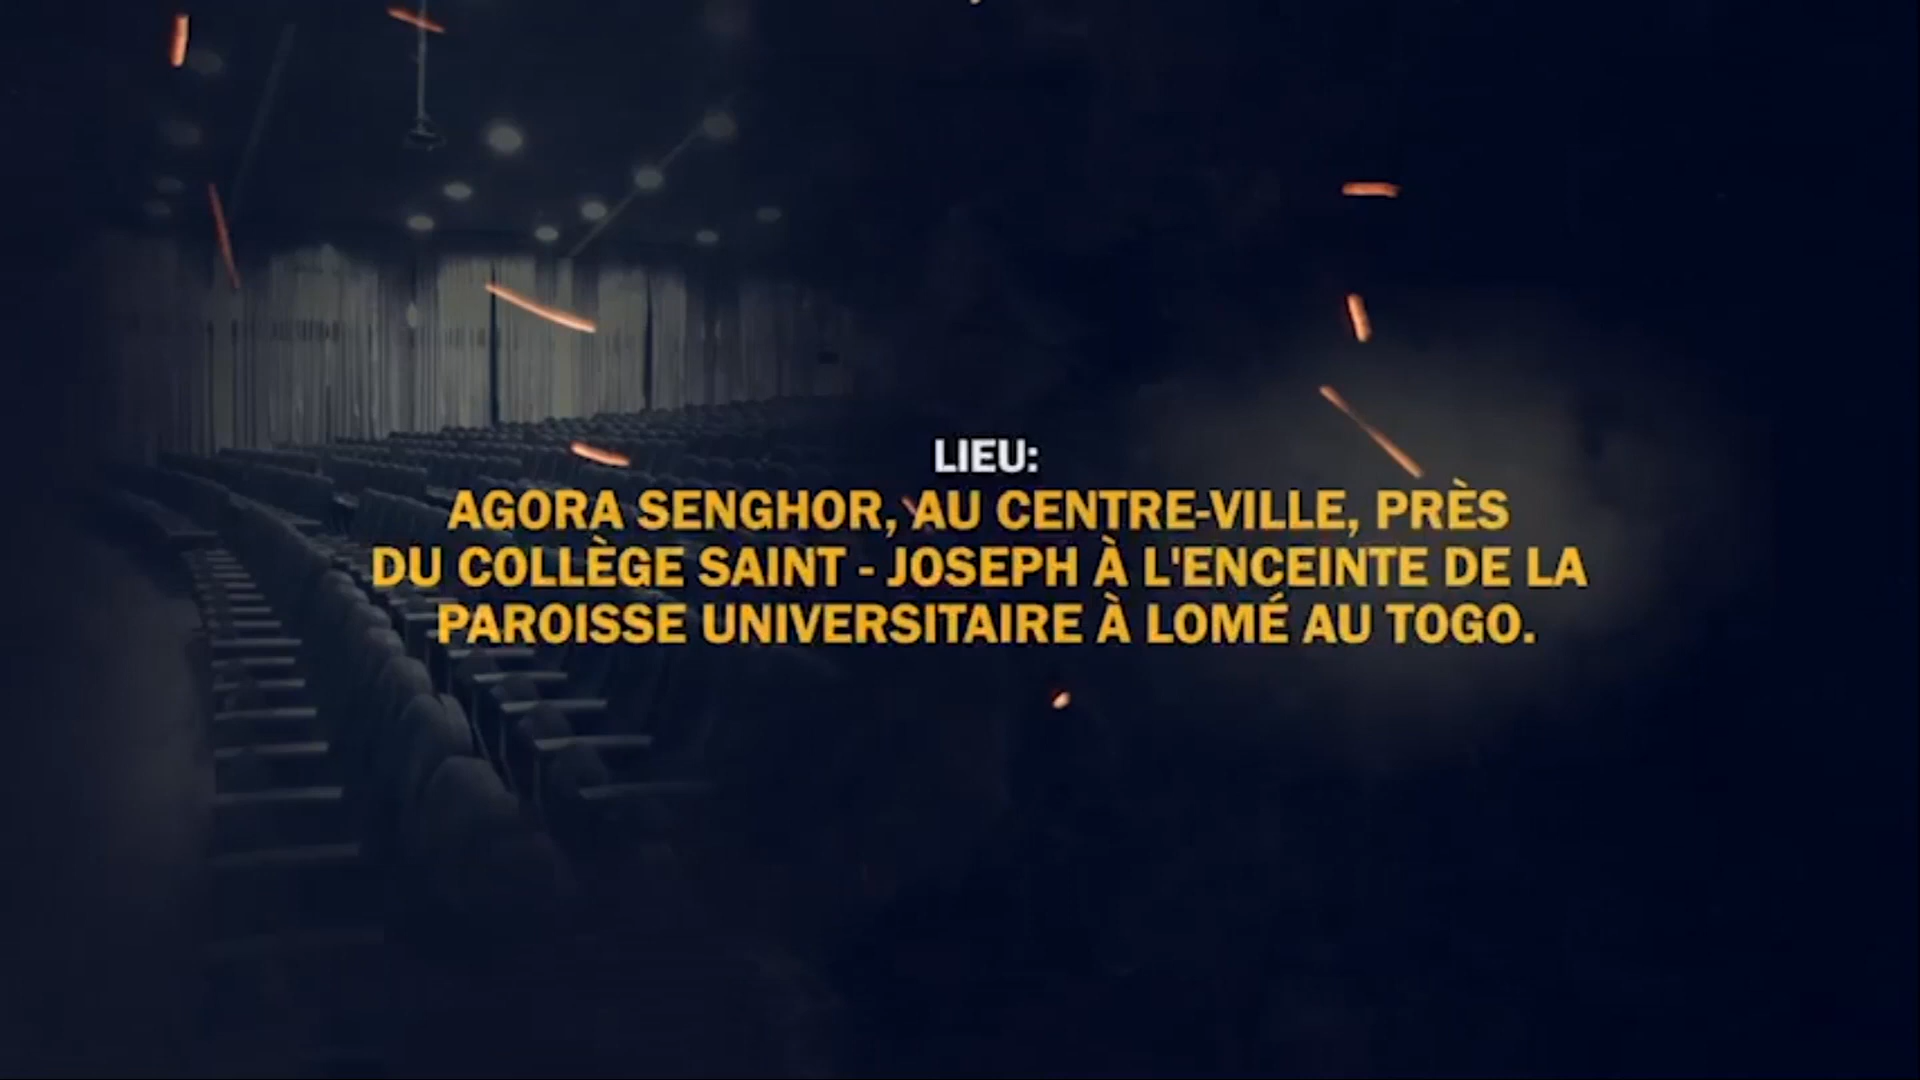 LIEU:
AGORA SENGHOR, AU CENTRE-VILLE, PRÈS
DU COLLÈGE SAINT - JOSEPH À L'ENCEINTE DE LA
PAROISSE UNIVERSITAIRE À LOMÉ AU TOGO.